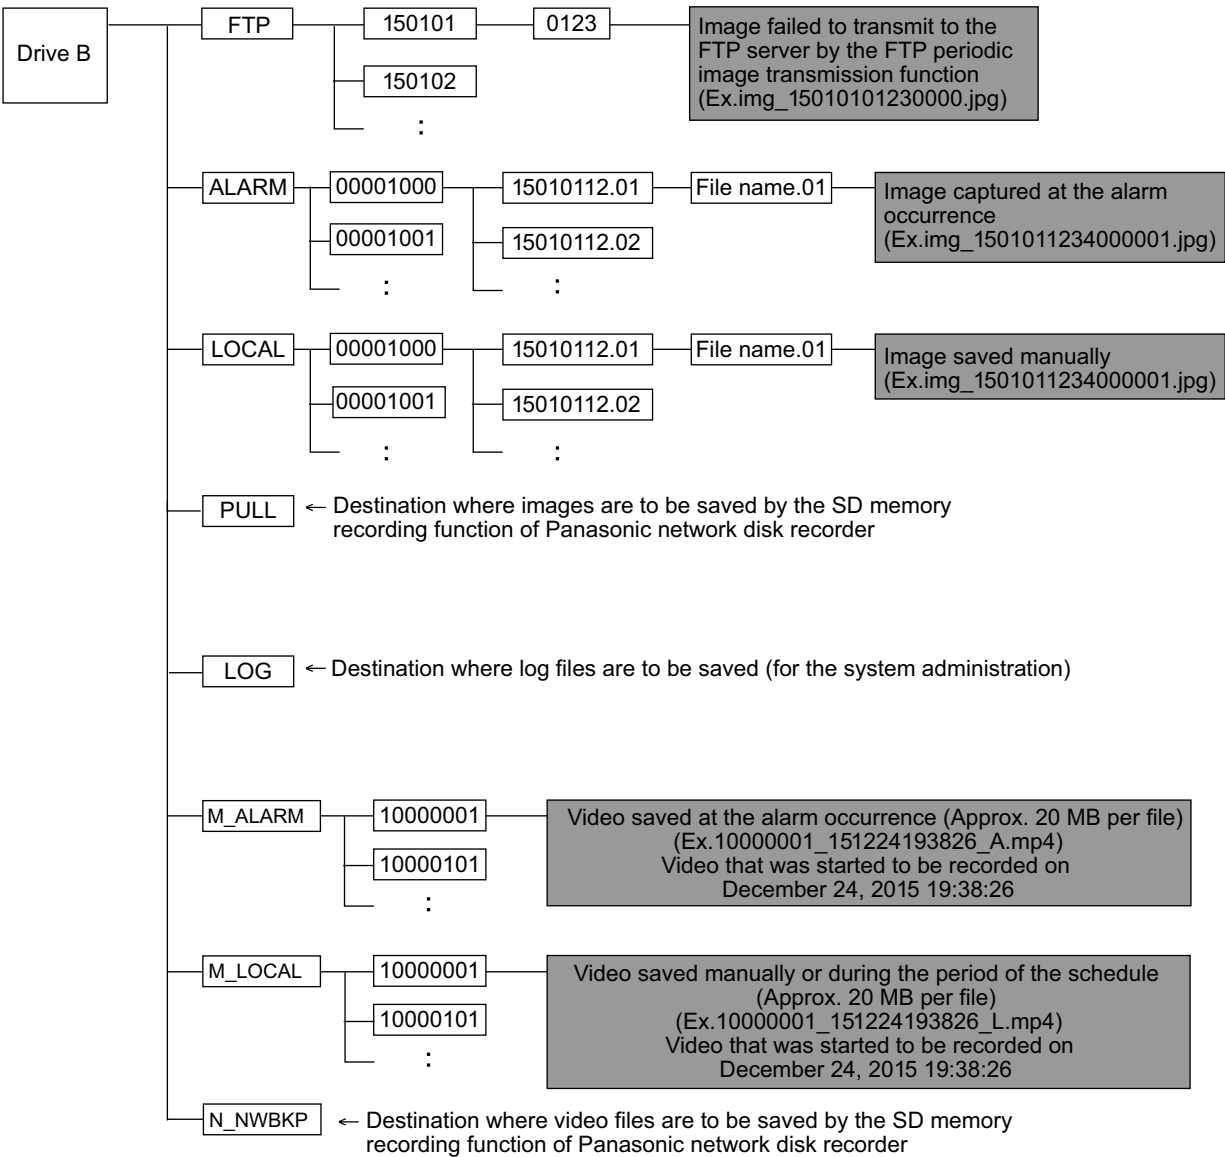 Drive B
FTP
150101
0123
Image failed to transmit to the
FTP server by the FTP periodic
image transmission function
(Ex.img_15010101230000.jpg)
150102
:
ALARM
00001000
15010112.01
File name.01
Image captured at the alarm
occurrence
(Ex.img_1501011234000001.jpg)
00001001
15010112.02
:
:
LOCAL
00001000
15010112.01
File name.01
Image saved manually
(Ex.img_1501011234000001.jpg)
00001001
15010112.02
:
:
PULL
← Destination where images are to be saved by the SD memory
recording function of Panasonic network disk recorder
LOG
← Destination where log files are to be saved (for the system administration)
M_ALARM
10000001
Video saved at the alarm occurrence (Approx. 20 MB per file)
(Ex.10000001_151224193826_A.mp4)
Video that was started to be recorded on
December 24, 2015 19:38:26
10000101
:
M_LOCAL
10000001
Video saved manually or during the period of the schedule
(Approx. 20 MB per file)
(Ex.10000001_151224193826_L.mp4)
Video that was started to be recorded on
December 24, 2015 19:38:26
10000101
:
N_NWBKP
← Destination where video files are to be saved by the SD memory
recording function of Panasonic network disk recorder